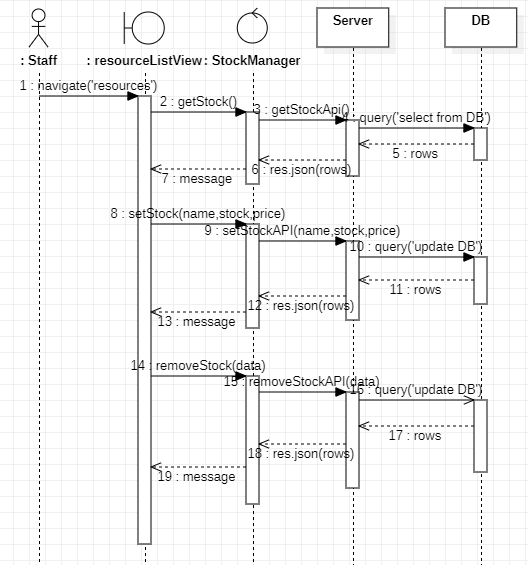 Server
DB
: Staff
: resourceListView
: StockManager
1 : navigate('resources')
2 : getStock()
3 : getStockApi()
: query('select from DB')
5 : rows
6 : res.json(rows)
7 : message
8 : setStock(name,stock,price)
9 : setStockAPI(name,stock,price)
10 : query('update DB')
11 : rows
12 : res.json(rows)
13 : message
14 : removeStock(data)
15 : removeStockAPI(data)
16 : query('update DB')
17 : rows
18 : res.json(rows)
19 : message